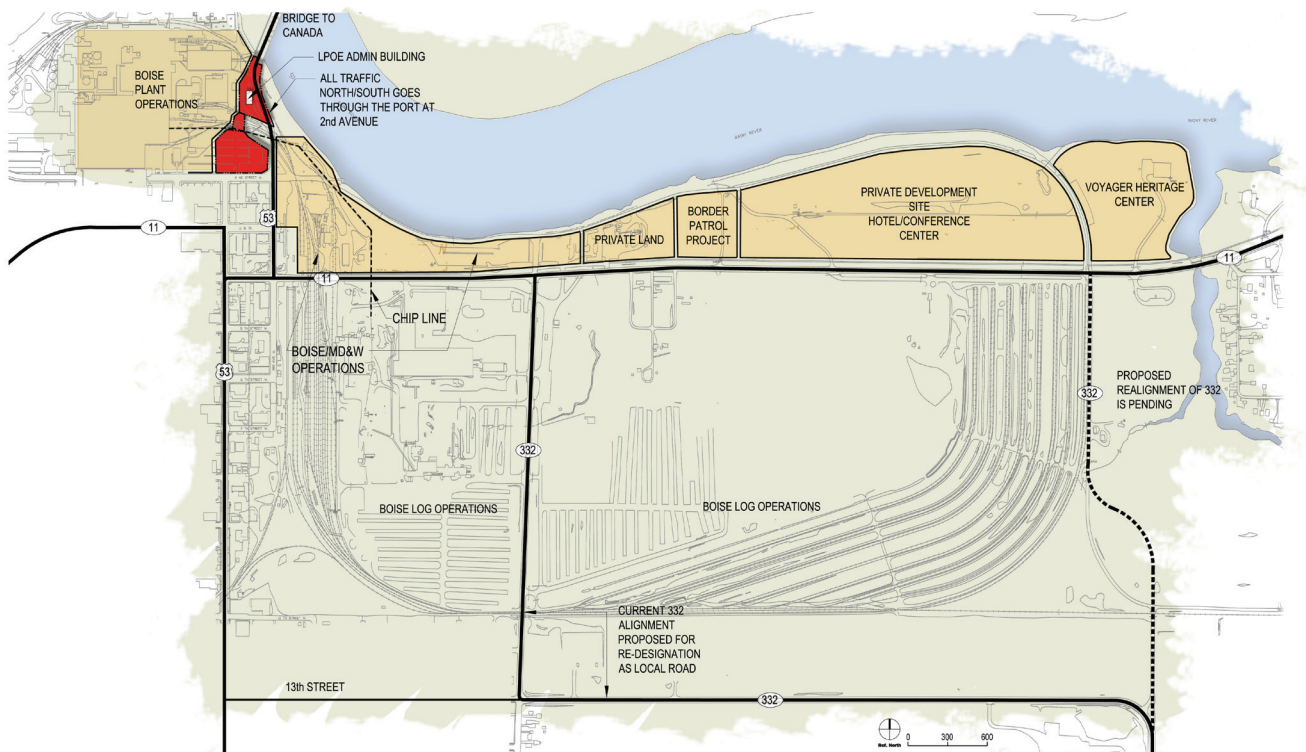 BRIDGE TO
CANADA
LPOE ADMIN BUILDING
BOISE
PLANT
OPERATIONS
ALL TRAFFIC
NORTH/SOUTH GOES
THROUGH THE PORT AT
2nd AVENUE
RAINY RIVER
RAINY RIVER
PRIVATE DEVELOPMENT
SITE
HOTEL/CONFERENCE
CENTER
VOYAGER HERITAGE
CENTER
BORDER
PATROL
PROJECT
PRIVATE LAND
53
11
11
11
CHIP LINE
BOISE/MD&W
OPERATIONS
53
PROPOSED
REALIGNMENT OF 332
IS PENDING
332
332
BOISE LOG OPERATIONS
BOISE LOG OPERATIONS
CURRENT 332
ALIGNMENT
PROPOSED FOR
RE-DESIGNATION
AS LOCAL ROAD
13th STREET
332
Ref. North
0 300 600